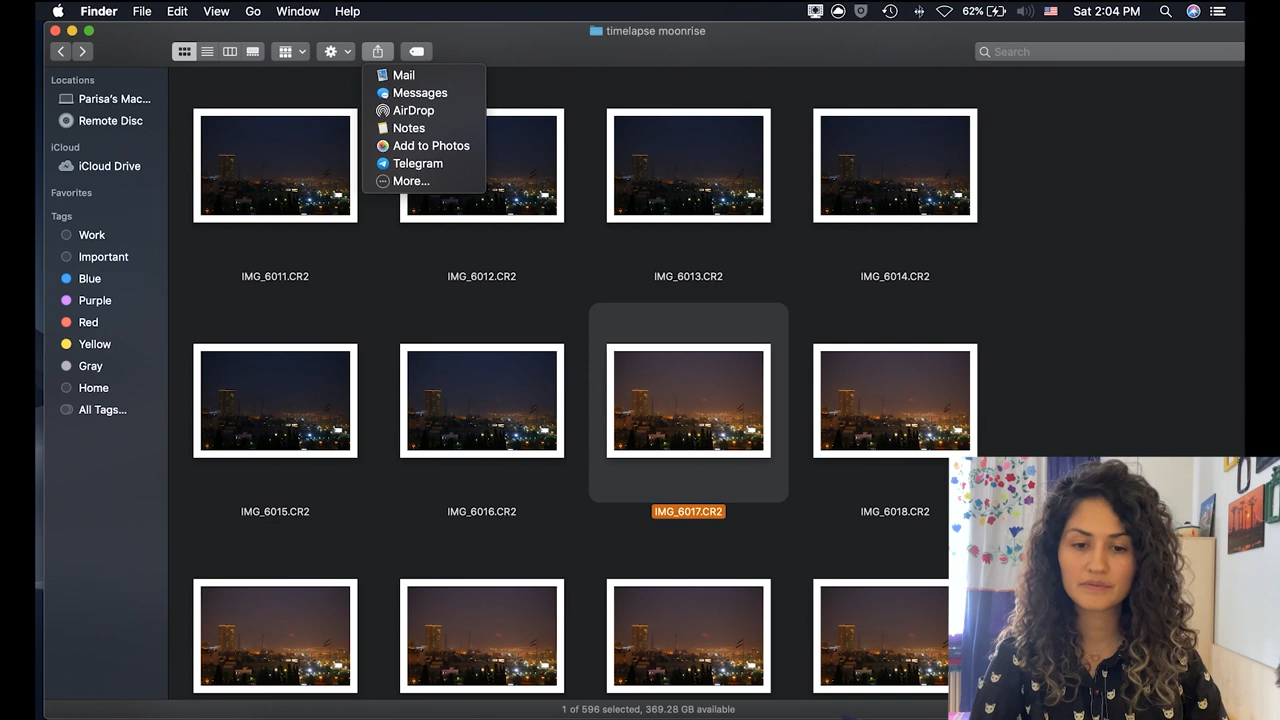 Finder File Edit View Go Window Help 62% Sat 2:04 PM
timelapse moonrise
Search
Locations
Parisa's Mac...
Remote Disc
iCloud
iCloud Drive
Favorites
Tags
Work
Important
Blue
Purple
Red
Yellow
Gray
Home
All Tags...
Mail
Messages
AirDrop
Notes
Add to Photos
Telegram
More...
IMG_6011.CR2 IMG_6012.CR2 IMG_6013.CR2 IMG_6014.CR2
IMG_6015.CR2 IMG_6016.CR2 IMG_6017.CR2 IMG_6018.CR2
1 of 596 selected, 369.28 GB available